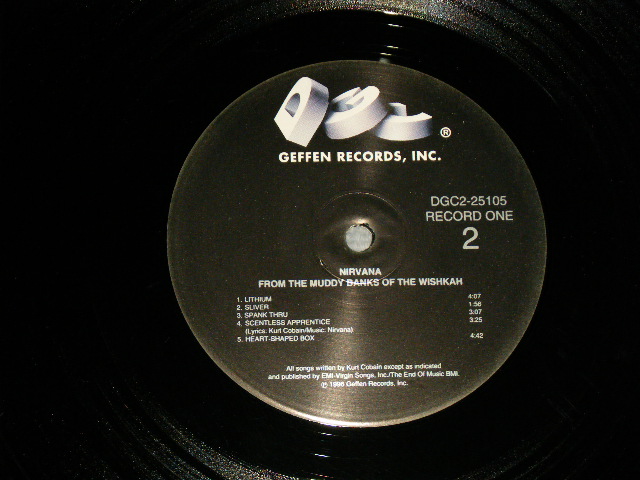 DGC ®
GEFFEN RECORDS, INC.
DGC2-25105
RECORD ONE
2
NIRVANA
FROM THE MUDDY BANKS OF THE WISHKAH
1. LITHIUM 4:07
2. SLIVER 1:56
3. SPANK THRU 3:07
4. SCENTLESS APPRENTICE 3:25
(Lyrics: Kurt Cobain/Music: Nirvana)
5. HEART-SHAPED BOX 4:42
All songs written by Kurt Cobain except as indicated
and published by EMI-Virgin Songs, Inc./The End Of Music BMI.
℗ 1996 Geffen Records, Inc.